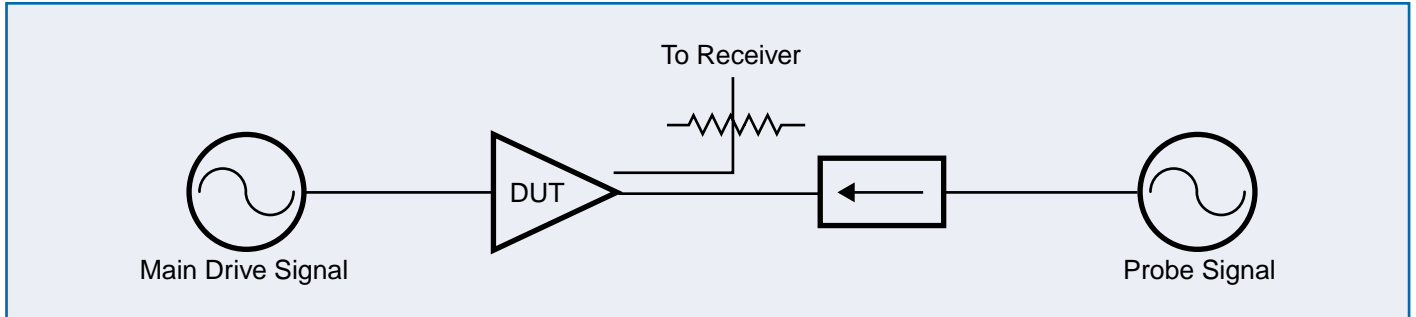 To Receiver
DUT
Main Drive Signal
Probe Signal